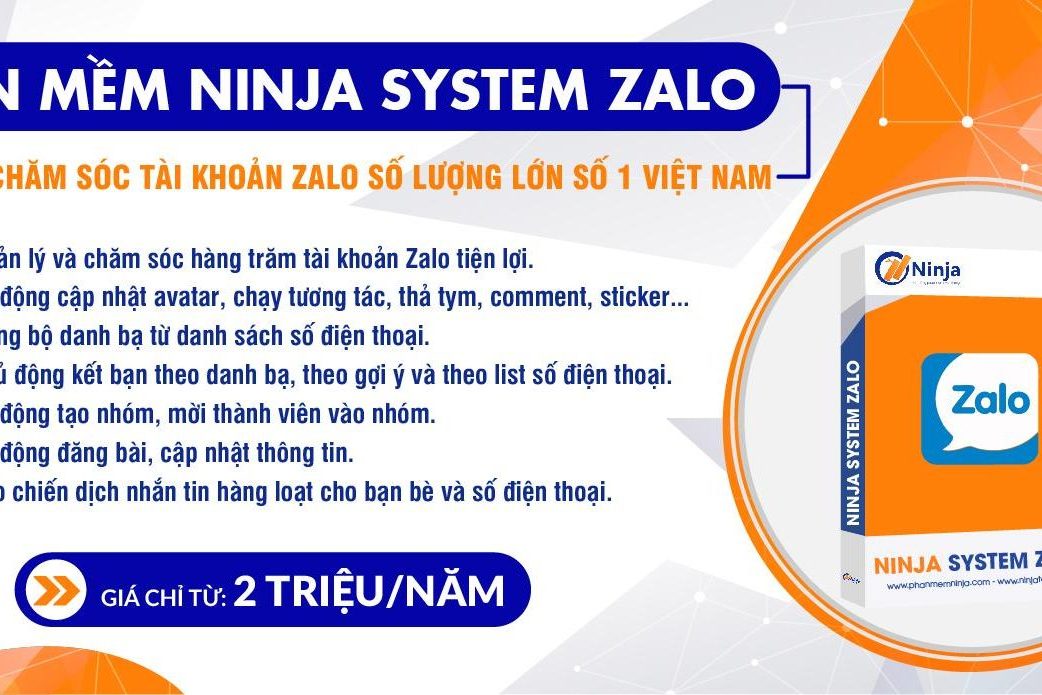 N MỀM NINJA SYSTEM ZALO
CHĂM SÓC TÀI KHOẢN ZALO SỐ LƯỢNG LỚN SỐ 1 VIỆT NAM
ản lý và chăm sóc hàng trăm tài khoản Zalo tiện lợi.
động cập nhật avatar, chạy tương tác, thả tym, comment, sticker...
ng bộ danh bạ từ danh sách số điện thoại.
ủ động kết bạn theo danh bạ, theo gợi ý và theo list số điện thoại.
động tạo nhóm, mời thành viên vào nhóm.
động đăng bài, cập nhật thông tin.
o chiến dịch nhắn tin hàng loạt cho bạn bè và số điện thoại.
GIÁ CHỈ TỪ: 2 TRIỆU/NĂM
Ninja
Zalo
NINJA SYSTEM ZALO
NINJA SYSTEM Z
www.phanmemninja.com - www.ninjat